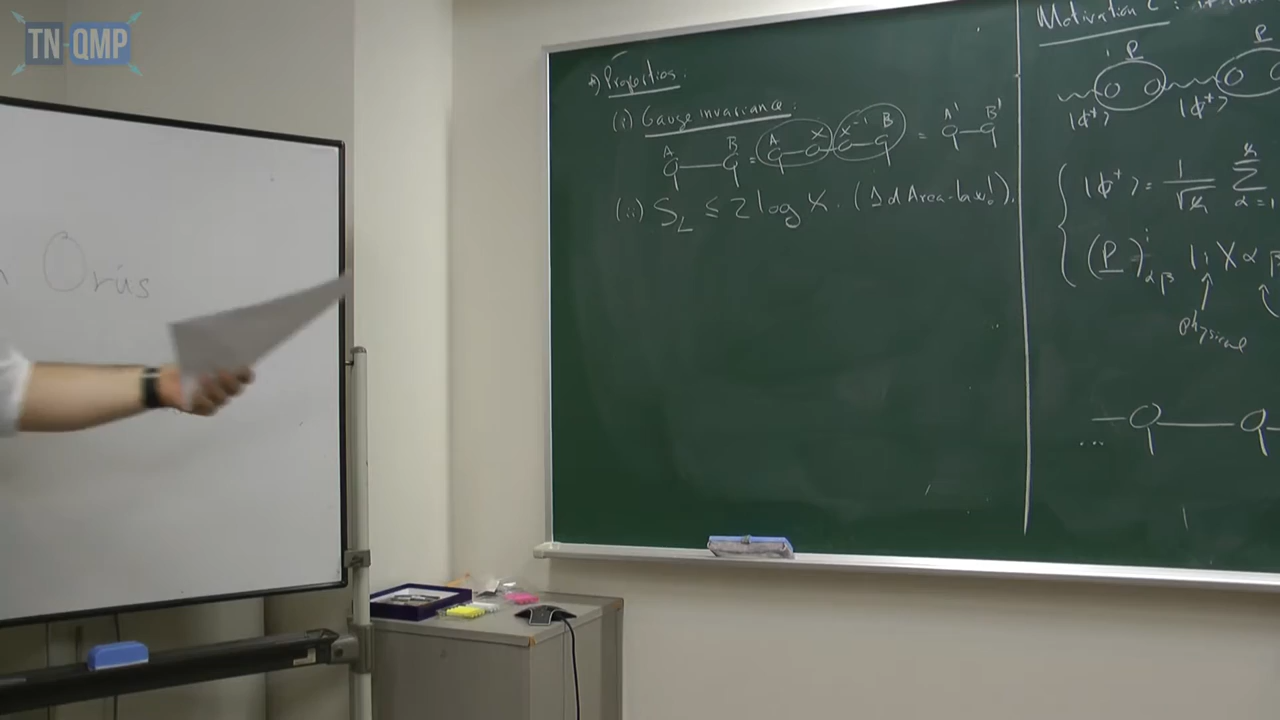 TN-QMP
Orús
*) Properties:
(i) Gauge invariance:
A B = A X X⁻¹ B = A' B'
(ii) S_L ≤ 2 log χ. (1d Area-law!).
Motivation
P P
|ϕ⁺⟩ |ϕ⁺⟩
|ϕ⁺⟩ = 1/√χ Σ α=1
(P)ⁱ_αβ
physical
...